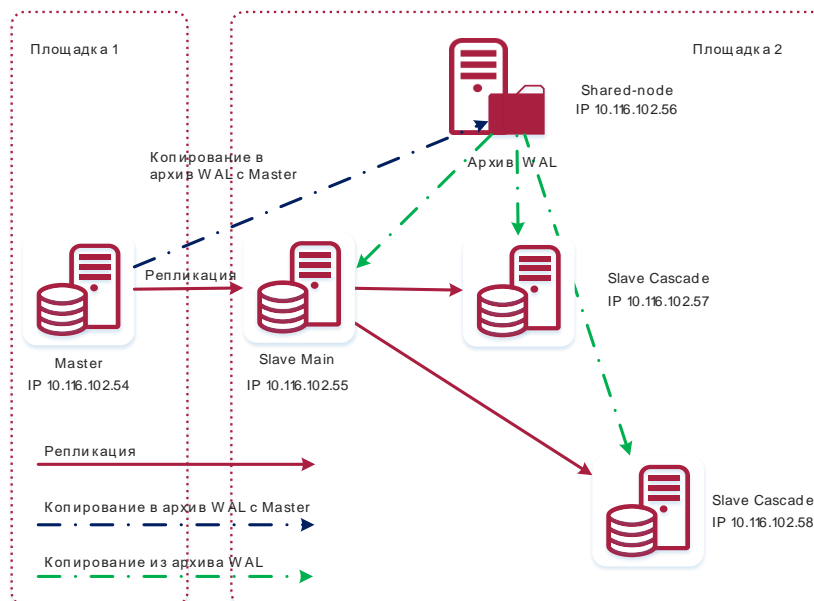 Площадка 1
Площадка 2
Shared-node
IP 10.116.102.56
Копирование в
архив WAL с Master
Архив WAL
Репликация
Slave Cascade
IP 10.116.102.57
Master
IP 10.116.102.54
Slave Main
IP 10.116.102.55
Репликация
Копирование в архив WAL с Master
Копирование из архива WAL
Slave Cascade
IP 10.116.102.58